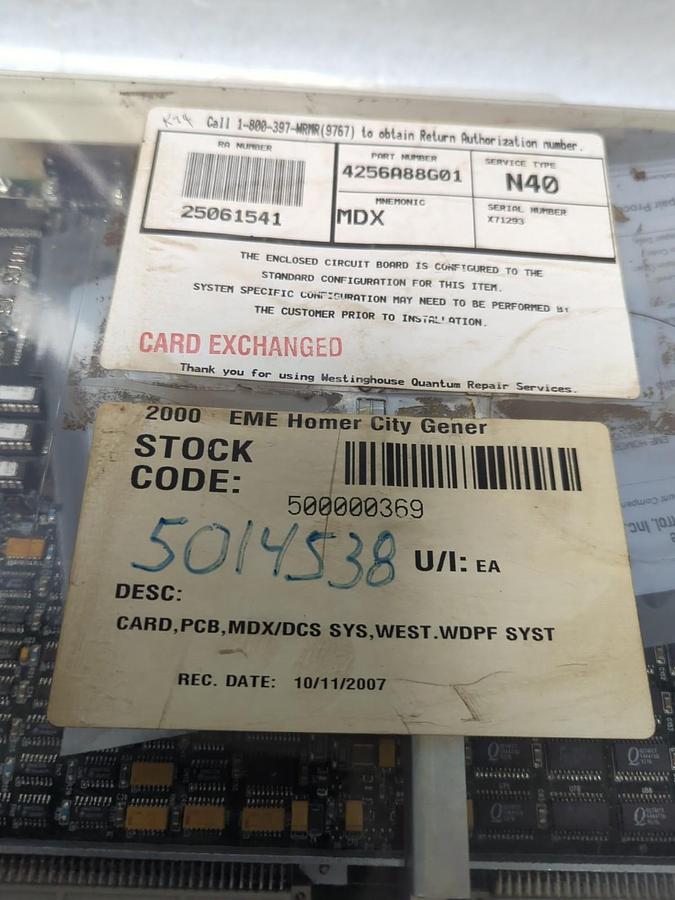 Call 1-800-397-WRMR(9767) to obtain Return Authorization number.
RA NUMBER
25061541
PART NUMBER
4256A88G01
SERVICE TYPE
N40
MNEMONIC
MDX
SERIAL NUMBER
X71293
THE ENCLOSED CIRCUIT BOARD IS CONFIGURED TO THE
STANDARD CONFIGURATION FOR THIS ITEM.
SYSTEM SPECIFIC CONFIGURATION MAY NEED TO BE PERFORMED BY
THE CUSTOMER PRIOR TO INSTALLATION.
CARD EXCHANGED
Thank you for using Westinghouse Quantum Repair Services.
2000 EME Homer City Gener
STOCK
CODE:
500000369
5014538
U/I: EA
DESC:
CARD,PCB,MDX/DCS SYS,WEST.WDPF SYST
REC. DATE: 10/11/2007